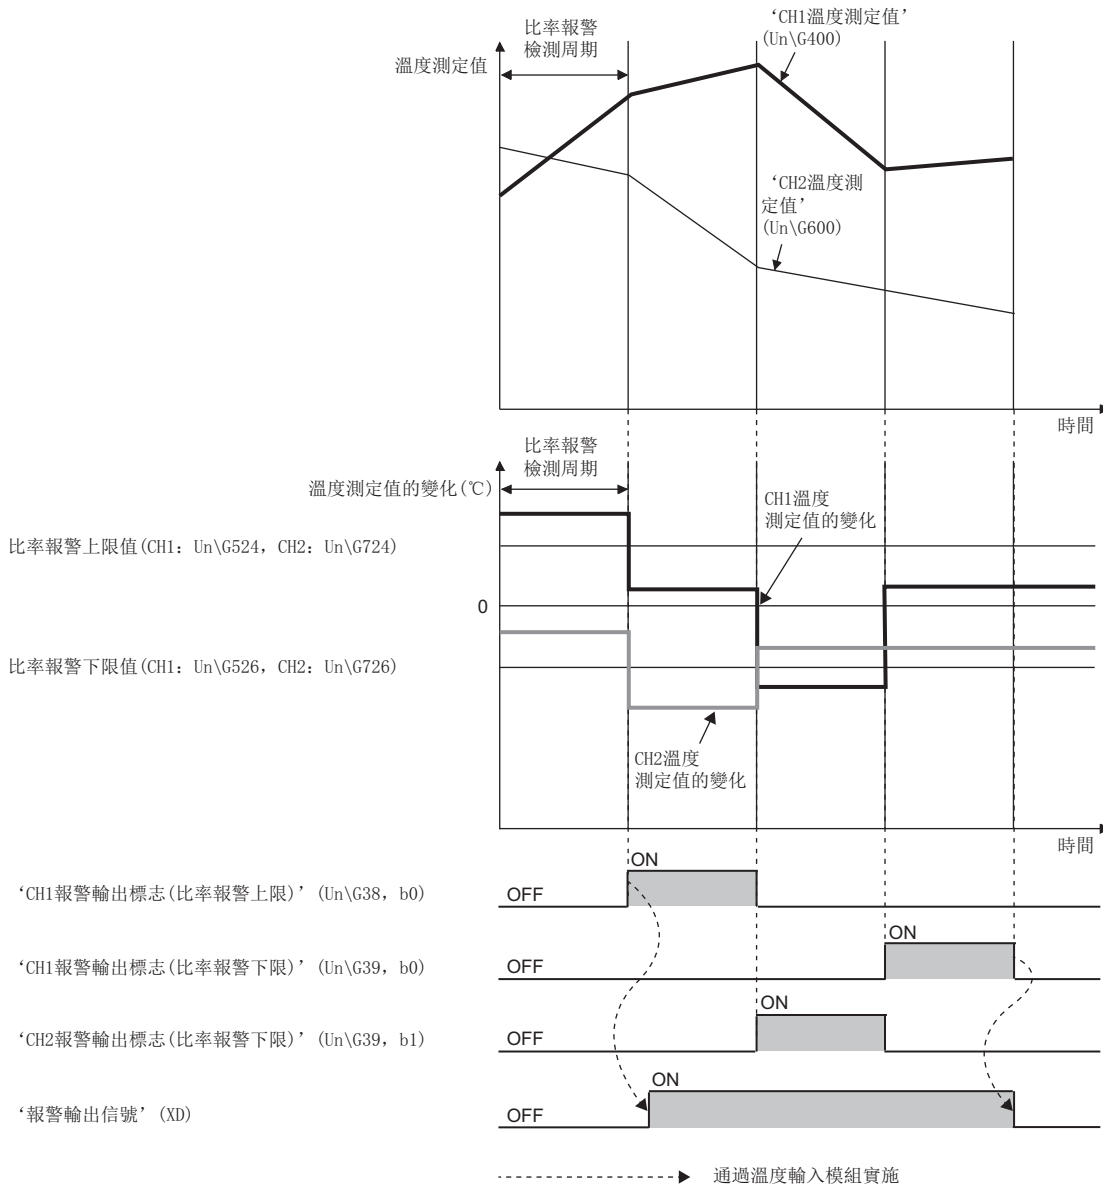 比率報警
檢測周期
溫度測定值
‘CH1溫度測定值’
(Un\G400)
‘CH2溫度測
定值’
(Un\G600)
時間
比率報警
檢測周期
溫度測定值的變化(℃)
CH1溫度
測定值的變化
比率報警上限值(CH1: Un\G524, CH2: Un\G724)
0
比率報警下限值(CH1: Un\G526, CH2: Un\G726)
CH2溫度
測定值的變化
時間
ON
‘CH1報警輸出標志(比率報警上限)’(Un\G38, b0)
OFF
ON
‘CH1報警輸出標志(比率報警下限)’(Un\G39, b0)
OFF
ON
‘CH2報警輸出標志(比率報警下限)’(Un\G39, b1)
OFF
ON
‘報警輸出信號’(XD)
OFF
通過溫度輸入模組實施